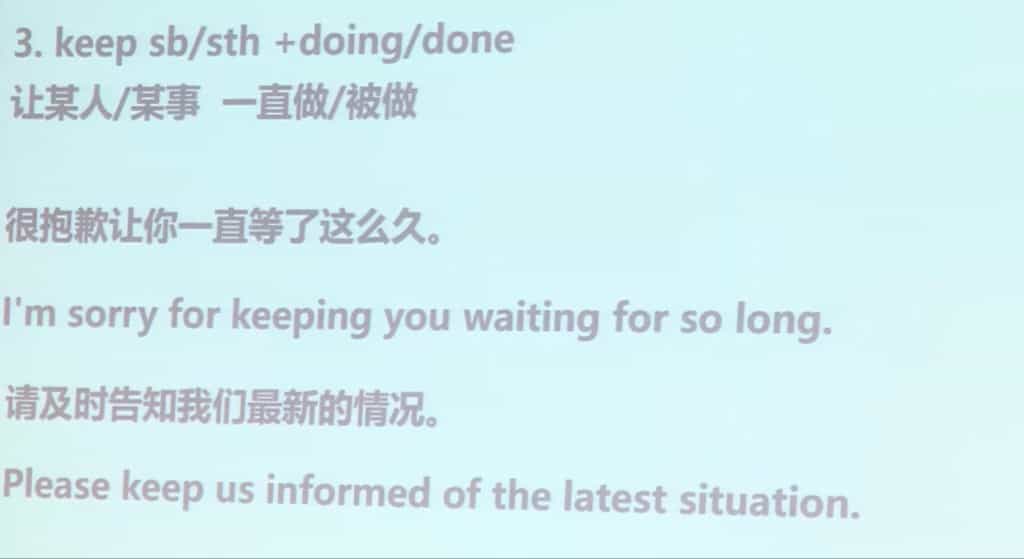 3. keep sb/sth +doing/done
让某人/某事 一直做/被做
很抱歉让你一直等了这么久。
I'm sorry for keeping you waiting for so long.
请及时告知我们最新的情况。
Please keep us informed of the latest situation.